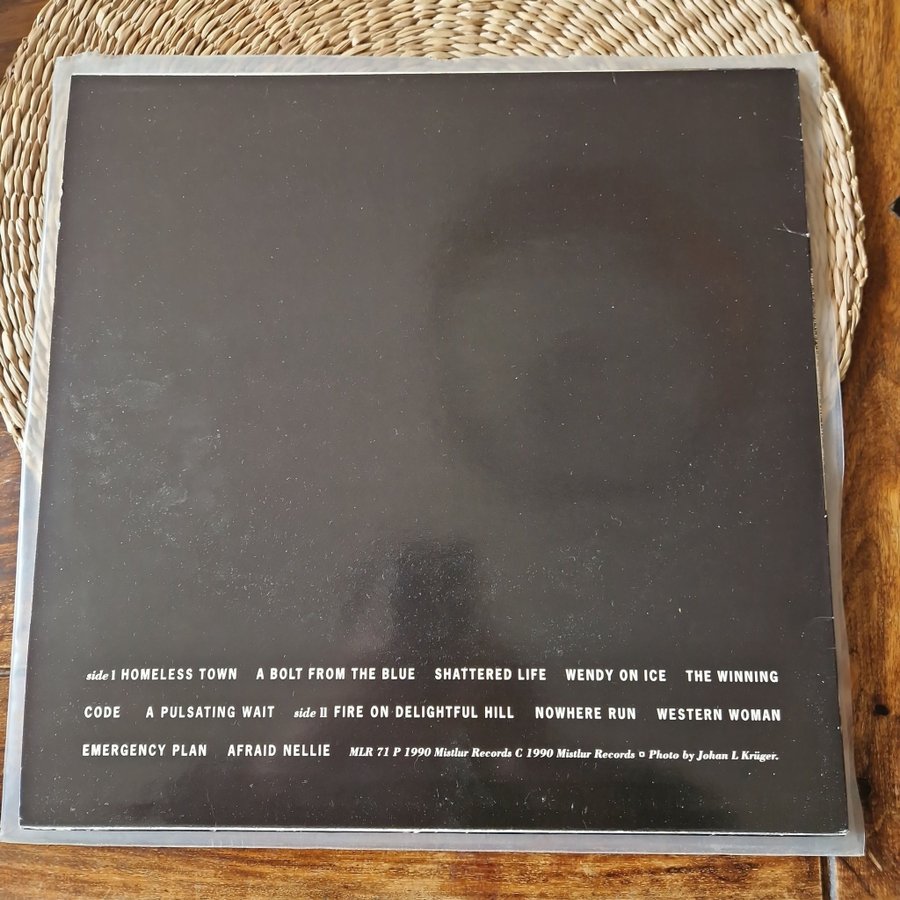 side I HOMELESS TOWN A BOLT FROM THE BLUE SHATTERED LIFE WENDY ON ICE THE WINNING
CODE A PULSATING WAIT side II FIRE ON DELIGHTFUL HILL NOWHERE RUN WESTERN WOMAN
EMERGENCY PLAN AFRAID NELLIE MLR 71 P 1990 Mistlur Records C 1990 Mistlur Records ¤ Photo by Johan L Krüger.